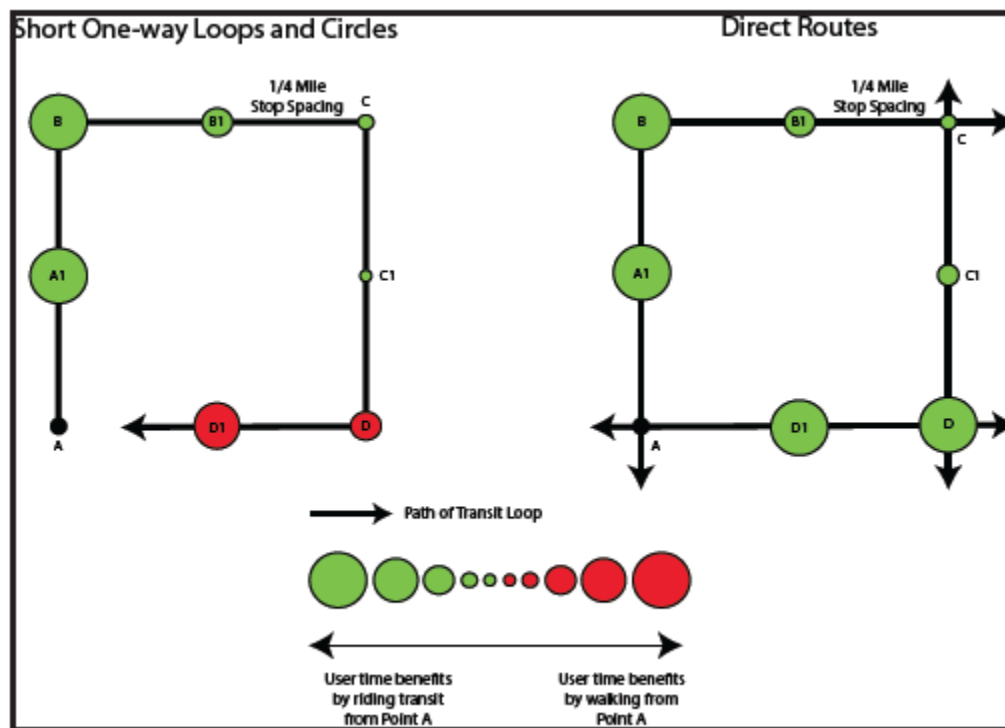 Short One-way Loops and Circles
Direct Routes
1/4 Mile
Stop Spacing
C
B
B1
A1
C1
D1
D
A
1/4 Mile
Stop Spacing
B
B1
C
A1
C1
D1
D
A
Path of Transit Loop
User time benefits
by riding transit
from Point A
User time benefits
by walking from
Point A